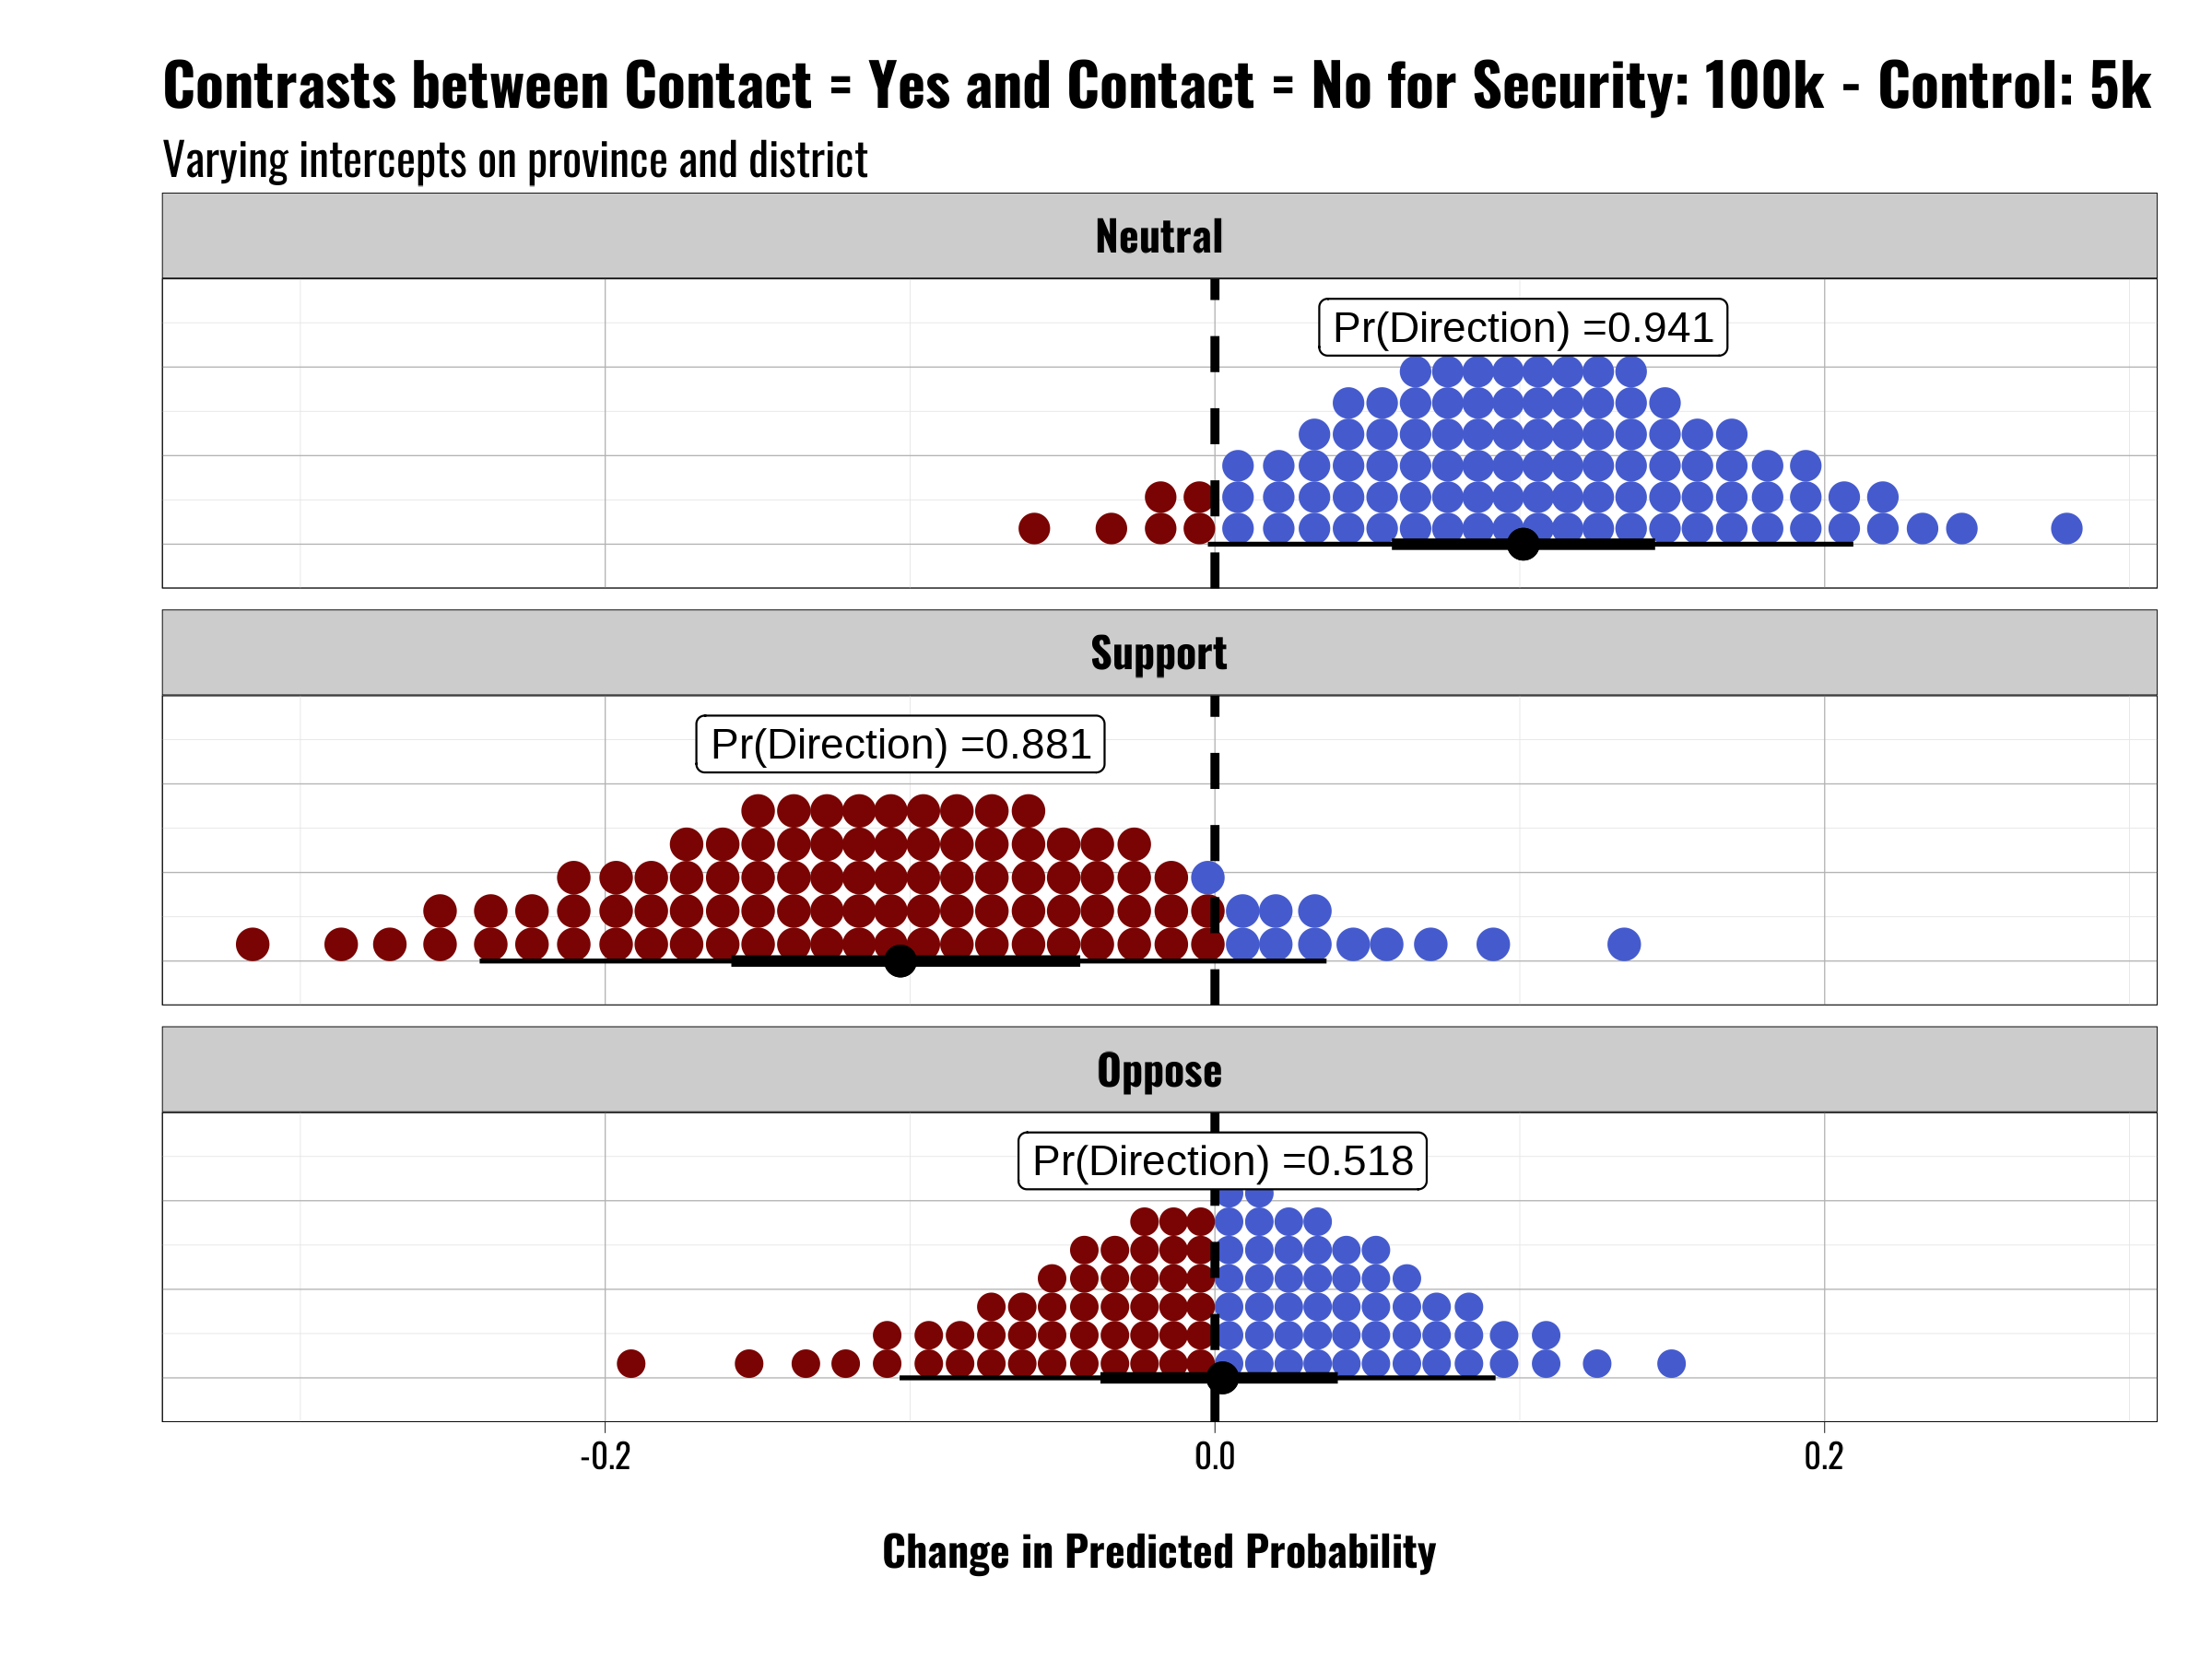 Contrasts between Contact = Yes and Contact = No for Security: 100k - Control: 5k
Varying intercepts on province and district
Neutral
Pr(Direction) =0.941
Support
Pr(Direction) =0.881
Oppose
Pr(Direction) =0.518
-0.2 0.0 0.2
Change in Predicted Probability